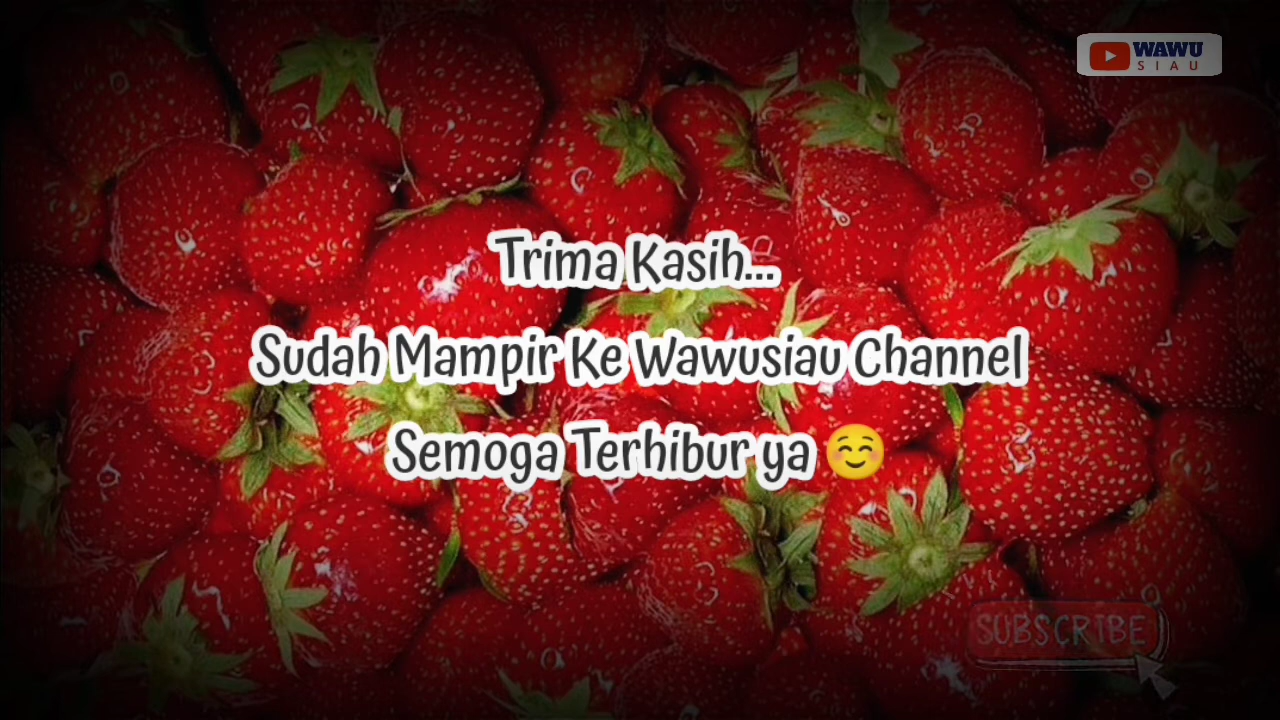 WAWU
SIAU
Trima Kasih...
Sudah Mampir Ke Wawusiau Channel
Semoga Terhibur ya ☺️
SUBSCRIBE